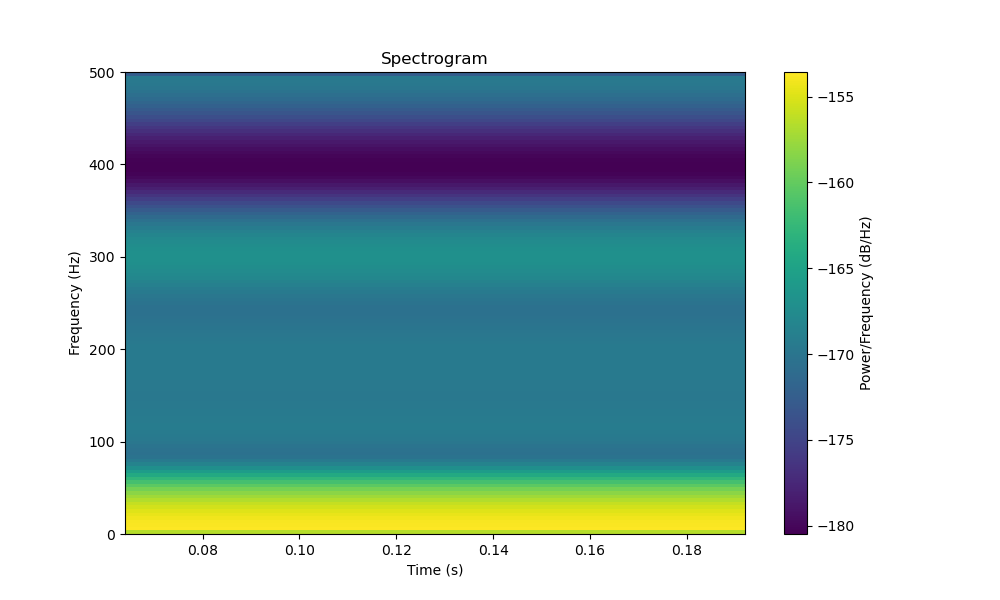 Spectrogram
500
400
300
200
100
0
Frequency (Hz)
0.08 0.10 0.12 0.14 0.16 0.18
Time (s)
−155
−160
−165
−170
−175
−180
Power/Frequency (dB/Hz)